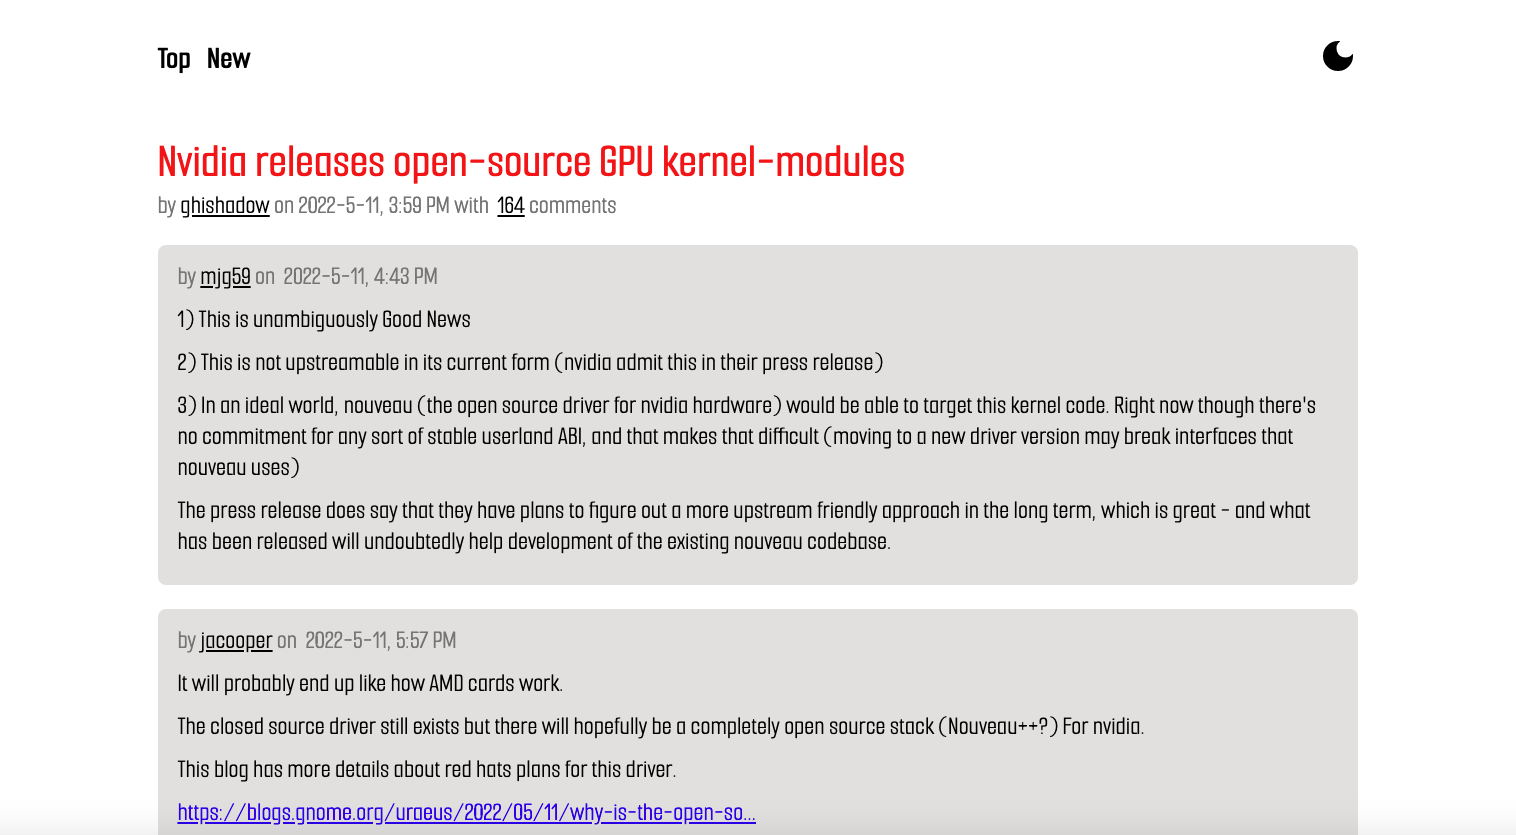 Top New
Nvidia releases open-source GPU kernel-modules
by ghishadow on 2022-5-11, 3:59 PM with 164 comments
by mjg59 on 2022-5-11, 4:43 PM
1) This is unambiguously Good News
2) This is not upstreamable in its current form (nvidia admit this in their press release)
3) In an ideal world, nouveau (the open source driver for nvidia hardware) would be able to target this kernel code. Right now though there's
no commitment for any sort of stable userland ABI, and that makes that difficult (moving to a new driver version may break interfaces that
nouveau uses)
The press release does say that they have plans to figure out a more upstream friendly approach in the long term, which is great - and what
has been released will undoubtedly help development of the existing nouveau codebase.
by jacooper on 2022-5-11, 5:57 PM
It will probably end up like how AMD cards work.
The closed source driver still exists but there will hopefully be a completely open source stack (Nouveau++?) For nvidia.
This blog has more details about red hats plans for this driver.
https://blogs.gnome.org/uraeus/2022/05/11/why-is-the-open-so...